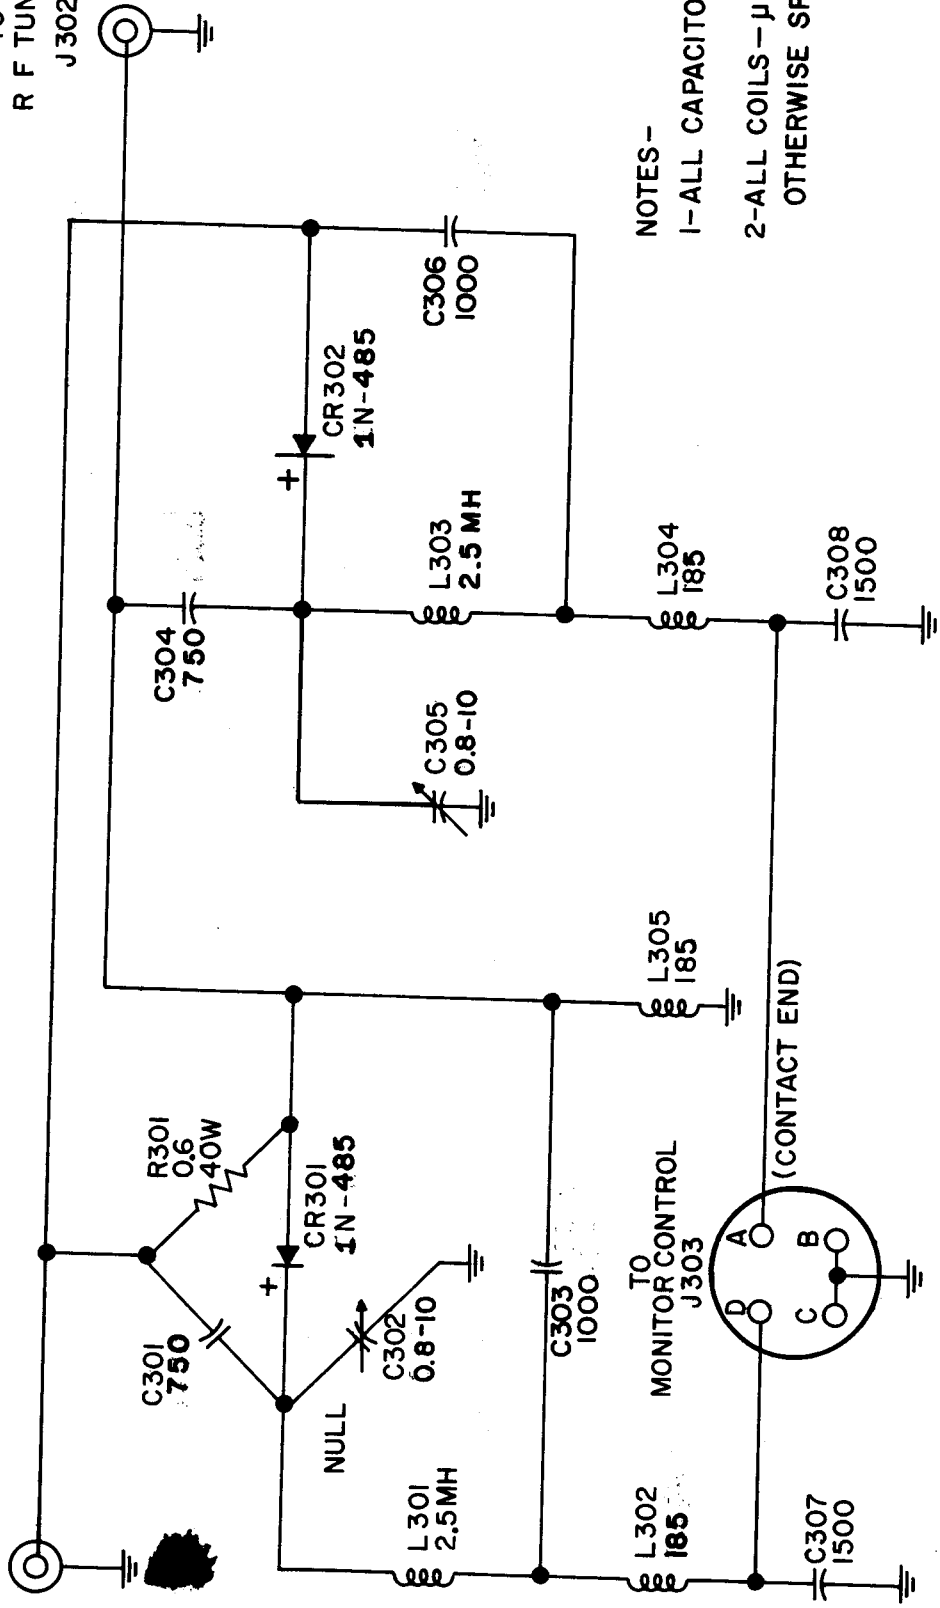 R F TUN
J302
C304
750
CR302
1N-485
+
C306
1000
L303
2.5 MH
C305
0.8-10
L304
185
C308
1500
NOTES-
1-ALL CAPACITO
2-ALL COILS-μ
OTHERWISE SP
R301
0.6
40W
C301
750
CR301
1N-485
+
C302
0.8-10
NULL
L301
2.5MH
C303
1000
L305
185
L302
185
C307
1500
TO
MONITOR CONTROL
J303
(CONTACT END)
A
B
C
D